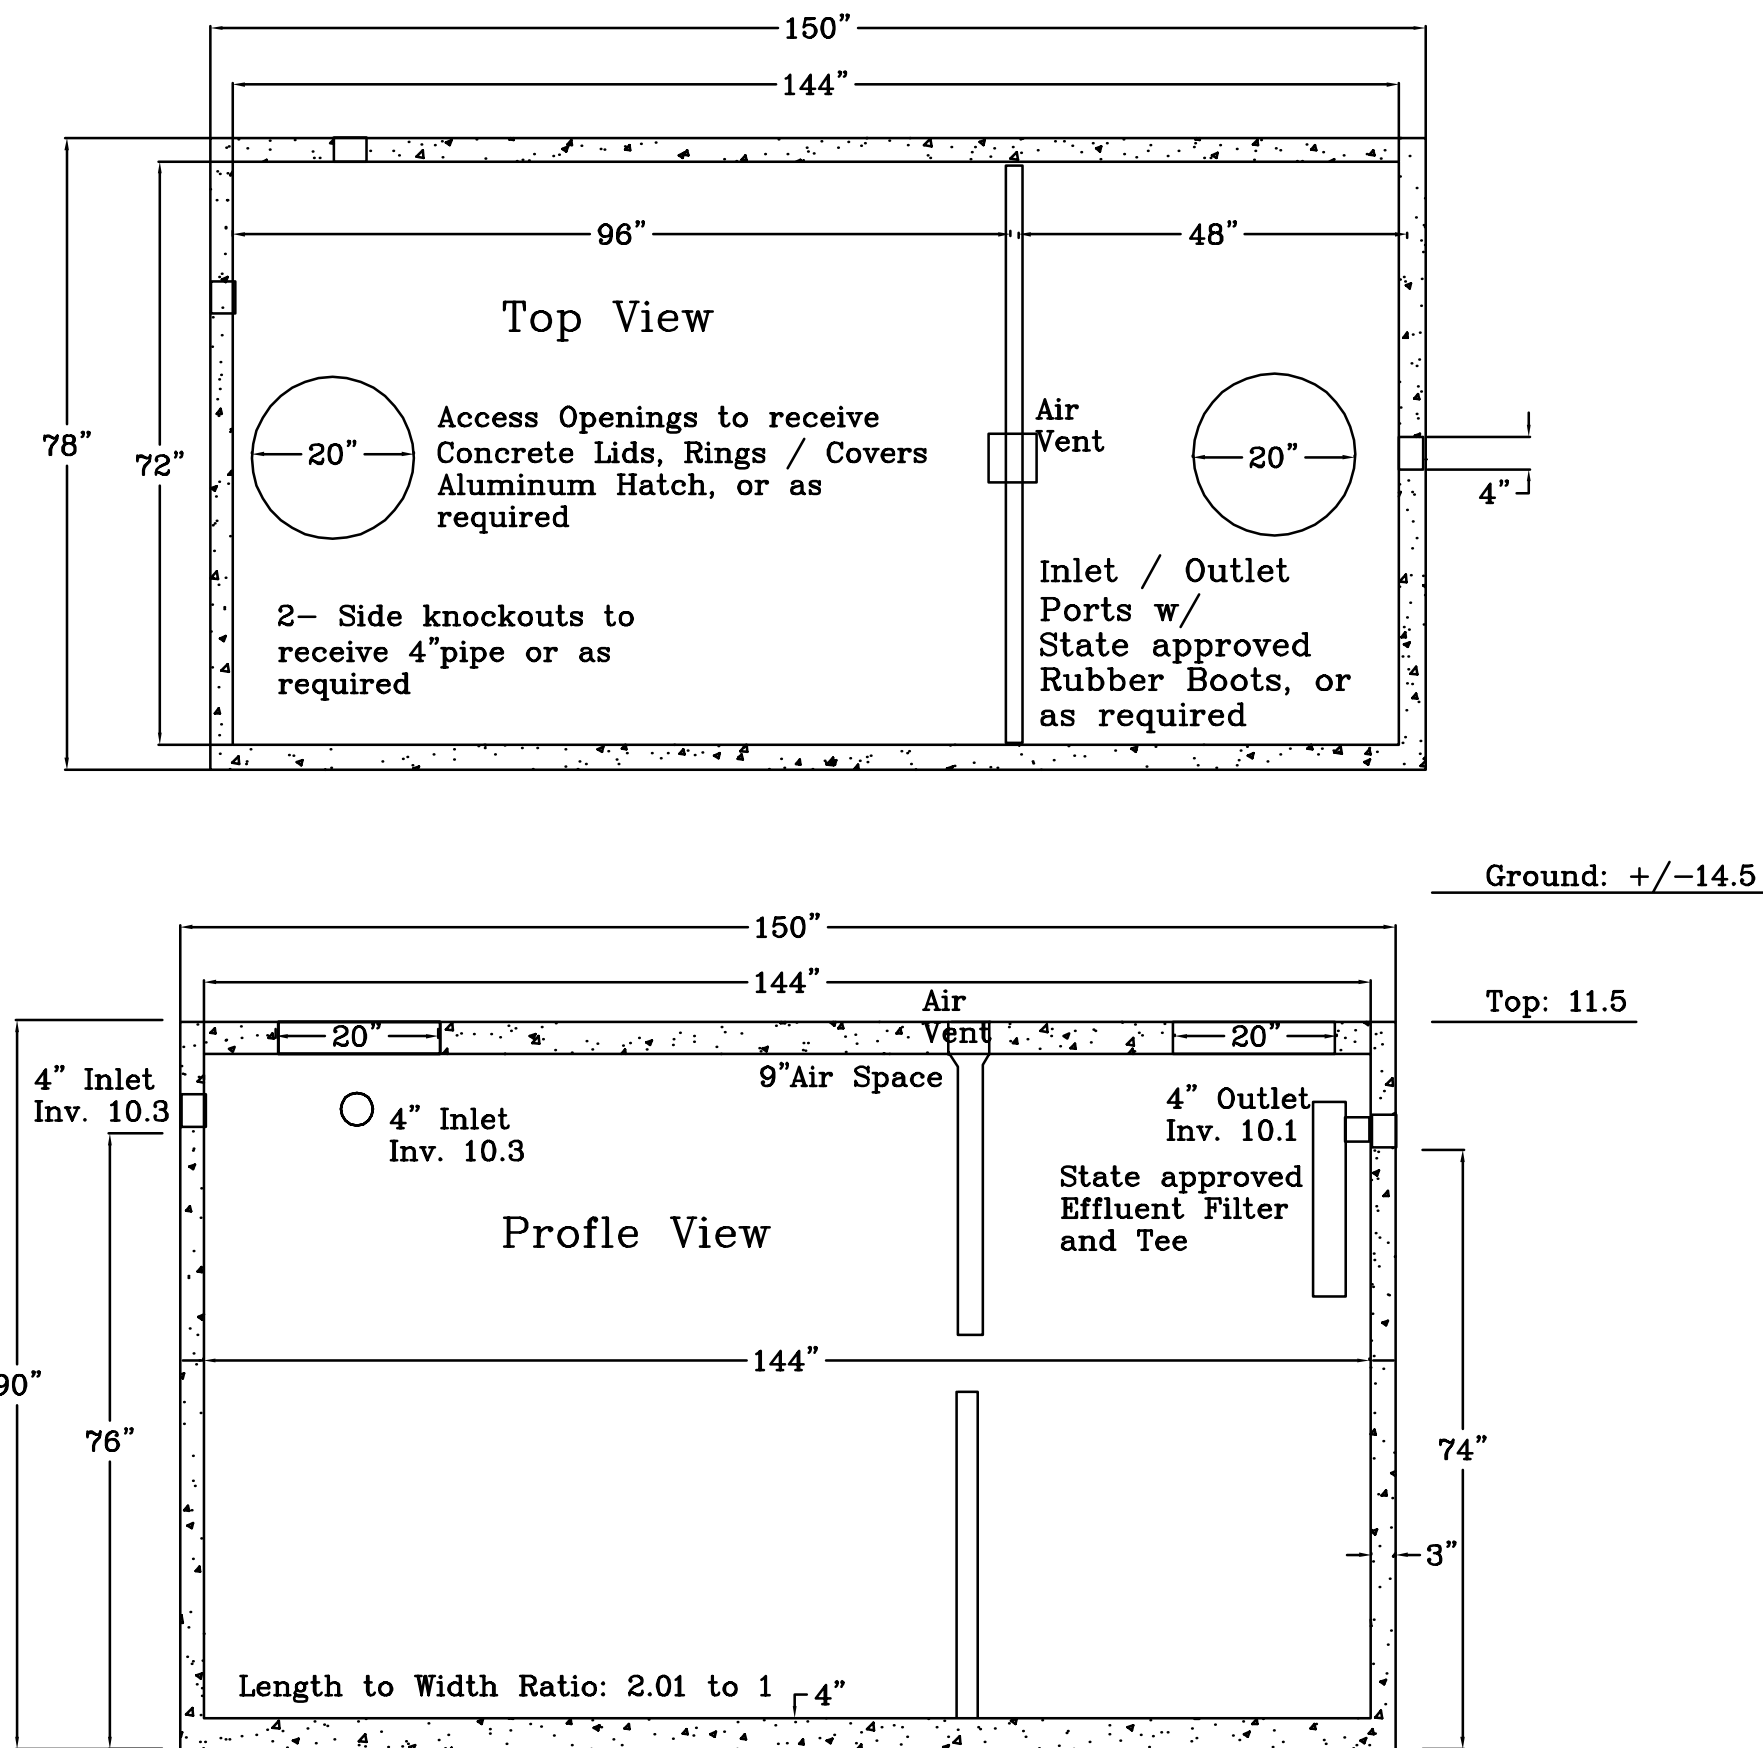 150”
144”
96”
48”
Top View
78”
72”
20”
Access Openings to receive
Concrete Lids, Rings / Covers
Aluminum Hatch, or as
required
Air
Vent
20”
4”
2– Side knockouts to
receive 4”pipe or as
required
Inlet / Outlet
Ports w/
State approved
Rubber Boots, or
as required
Ground: +/–14.5
150”
144”
Top: 11.5
Air
Vent
20”
20”
9”Air Space
4” Inlet
Inv. 10.3
4” Inlet
Inv. 10.3
4” Outlet
Inv. 10.1
State approved
Effluent Filter
and Tee
Profle View
144”
90”
76”
74”
3”
Length to Width Ratio: 2.01 to 1
4”